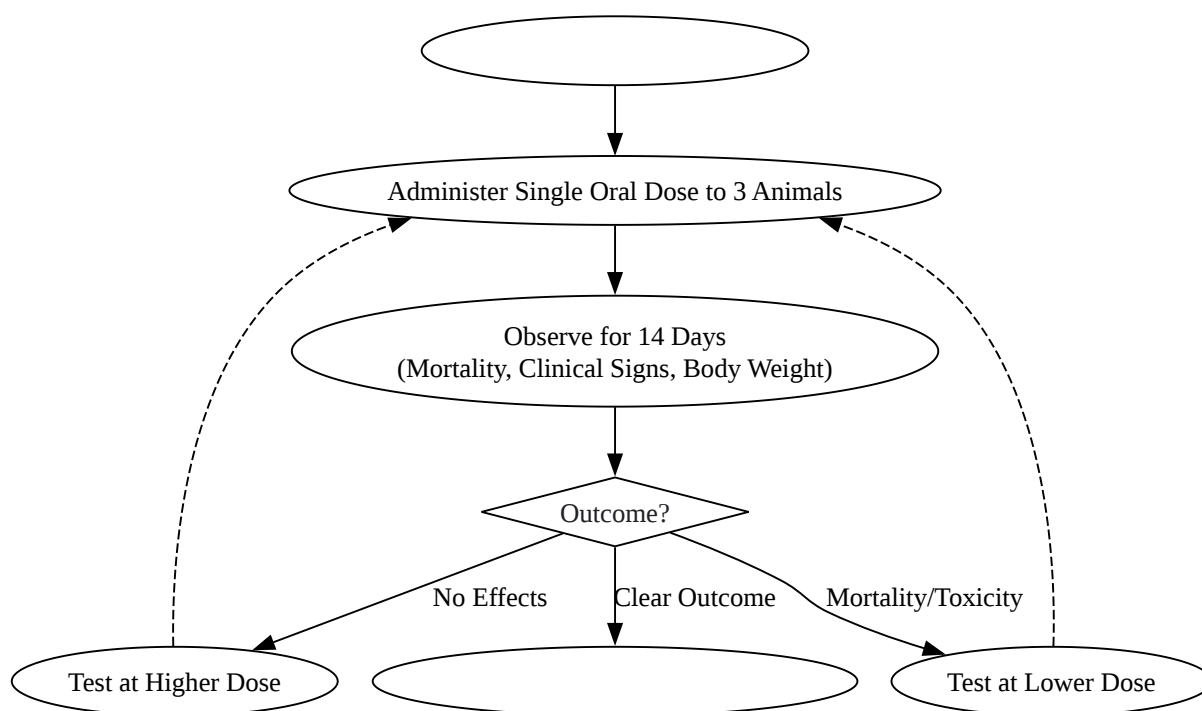 Administer Single Oral Dose to 3 Animals
Observe for 14 Days
(Mortality, Clinical Signs, Body Weight)
Outcome?
No Effects
Clear Outcome
Mortality/Toxicity
Test at Higher Dose
Test at Lower Dose